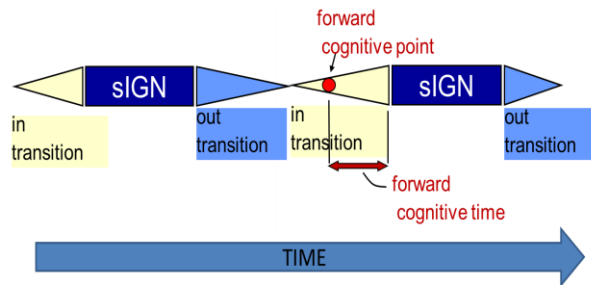 forward
cognitive point
sIGN
sIGN
in
transition
out
transition
in
transition
out
transition
forward
cognitive time
TIME